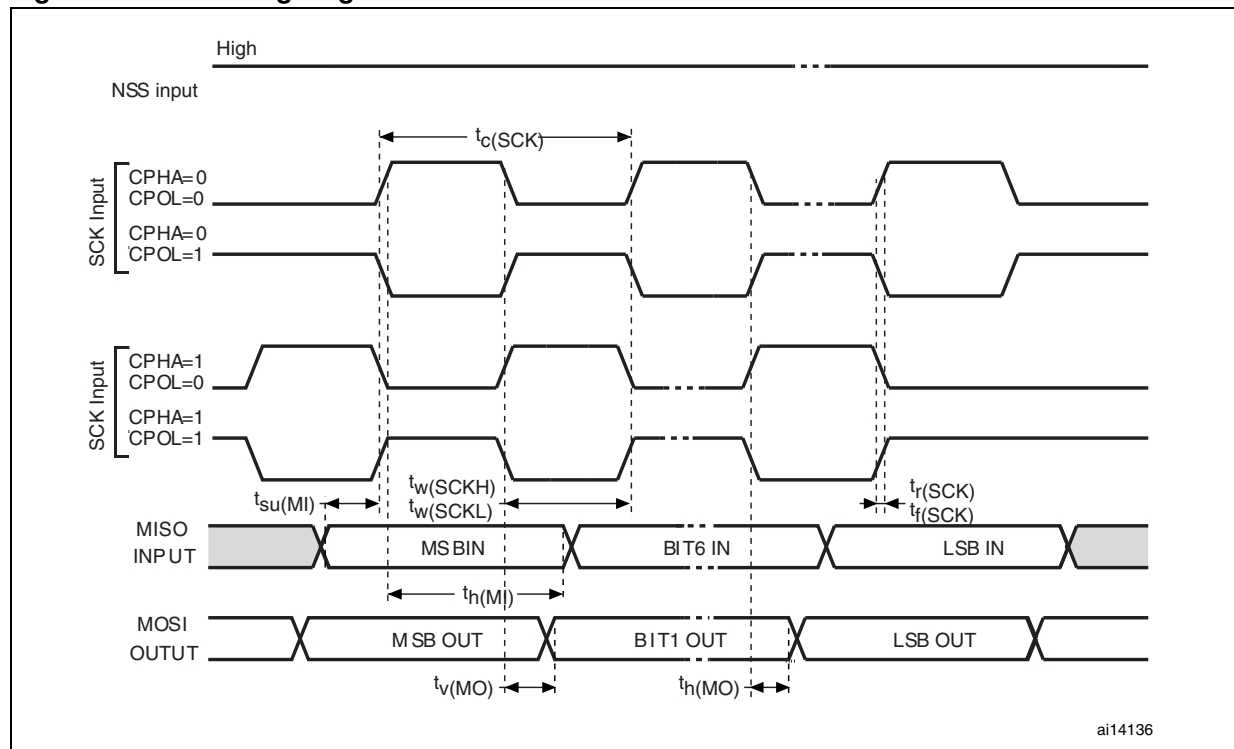 High
NSS input
tc(SCK)
SCK Input
CPHA=0
CPOL=0
CPHA=0
CPOL=1
SCK Input
CPHA=1
CPOL=0
CPHA=1
CPOL=1
tsu(MI)
tw(SCKH)
tw(SCKL)
tr(SCK)
tf(SCK)
MISO
INPUT
MSBIN
BIT6 IN
LSB IN
th(MI)
MOSI
OUTUT
MSB OUT
BIT1 OUT
LSB OUT
tv(MO)
th(MO)
ai14136